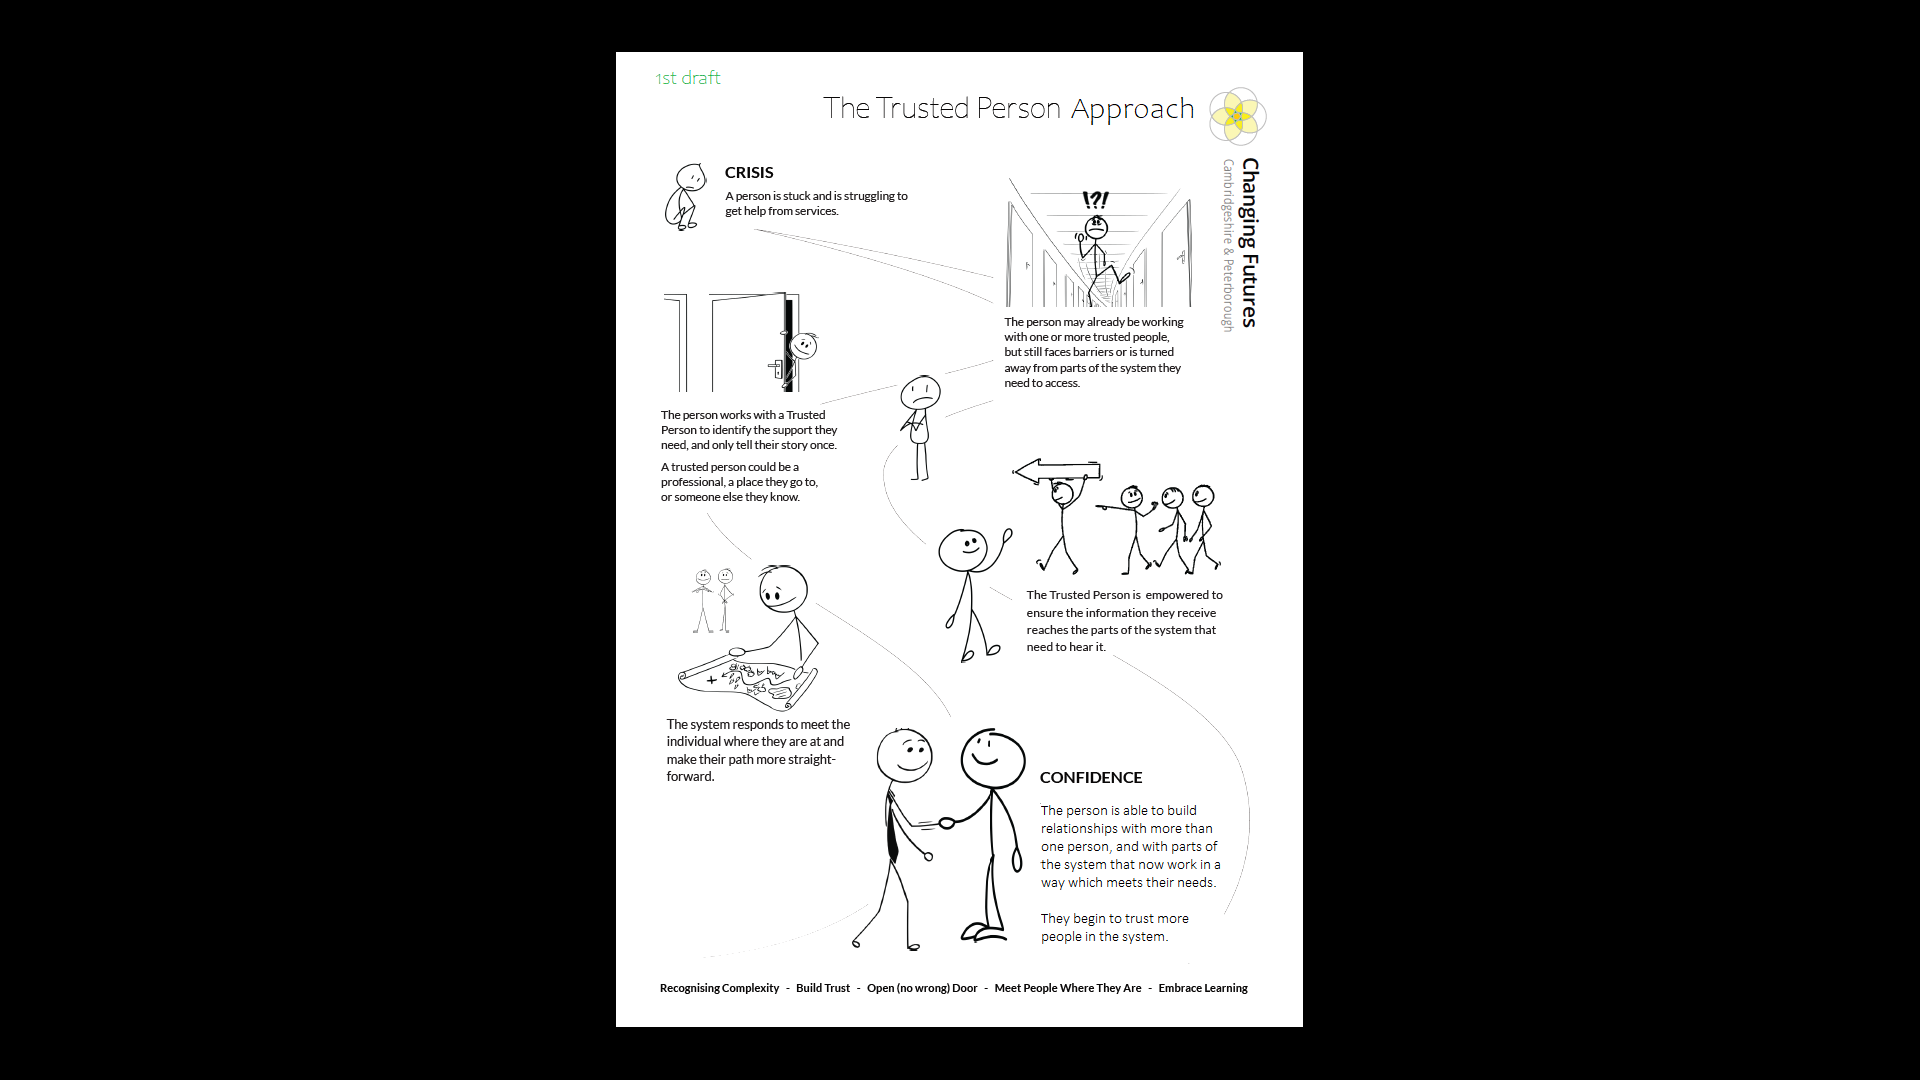 1st draft
The Trusted Person Approach
Changing Futures
Cambridgeshire & Peterborough
CRISIS
A person is stuck and is struggling to
get help from services.
!?!
The person may already be working
with one or more trusted people,
but still faces barriers or is turned
away from parts of the system they
need to access.
The person works with a Trusted
Person to identify the support they
need, and only tell their story once.
A trusted person could be a
professional, a place they go to,
or someone else they know.
The Trusted Person is empowered to
ensure the information they receive
reaches the parts of the system that
need to hear it.
The system responds to meet the
individual where they are at and
make their path more straight-
forward.
CONFIDENCE
The person is able to build
relationships with more than
one person, and with parts of
the system that now work in a
way which meets their needs.
They begin to trust more
people in the system.
Recognising Complexity - Build Trust - Open (no wrong) Door - Meet People Where They Are - Embrace Learning